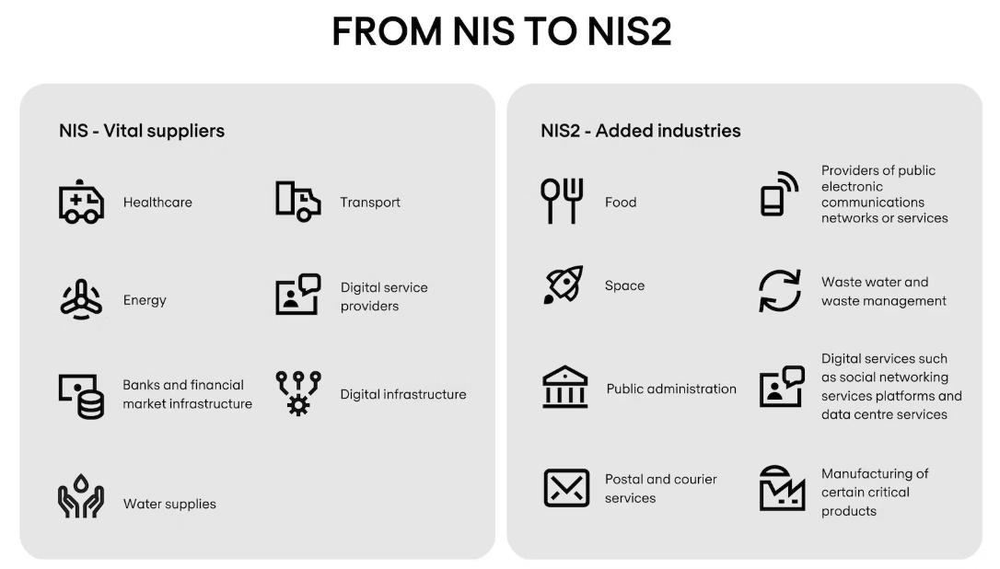 FROM NIS TO NIS2
NIS - Vital suppliers
Healthcare
Transport
Energy
Digital service
providers
Banks and financial
market infrastructure
Digital infrastructure
Water supplies
NIS2 - Added industries
Food
Providers of public
electronic
communications
networks or services
Space
Waste water and
waste management
Public administration
Digital services such
as social networking
services platforms and
data centre services
Postal and courier
services
Manufacturing of
certain critical
products